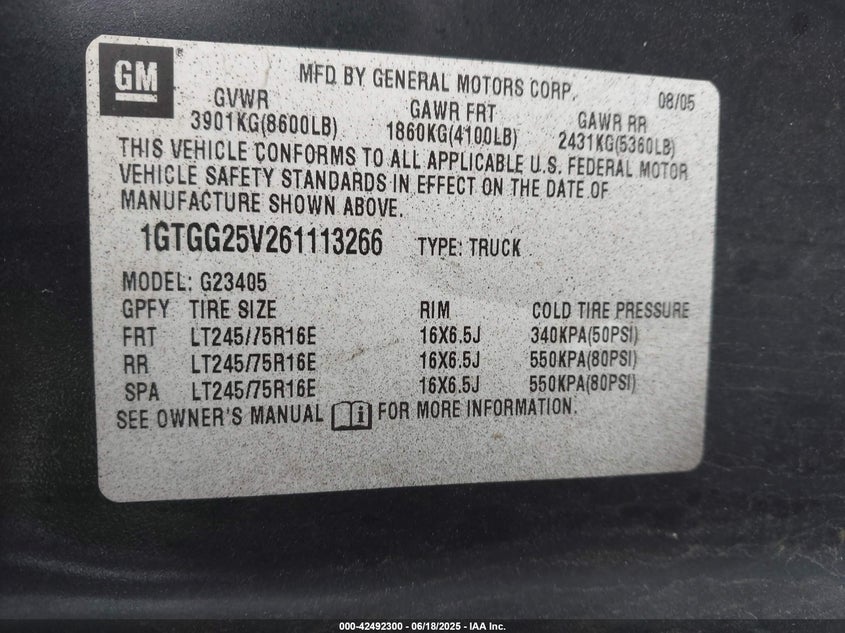 GM
MFD BY GENERAL MOTORS CORP.
08/05
GVWR GAWR FRT GAWR RR
3901KG(8600LB) 1860KG(4100LB) 2431KG(5360LB)
THIS VEHICLE CONFORMS TO ALL APPLICABLE U.S. FEDERAL MOTOR
VEHICLE SAFETY STANDARDS IN EFFECT ON THE DATE OF
MANUFACTURE SHOWN ABOVE.
1GTGG25V261113266 TYPE: TRUCK
MODEL: G23405
GPFY TIRE SIZE RIM COLD TIRE PRESSURE
FRT LT245//75R16E 16X6.5J 340KPA(50PSI)
RR LT245/75R16E 16X6.5J 550KPA(80PSI)
SPA LT245/75R16E 16X6.5J 550KPA(80PSI)
SEE OWNER'S MANUAL FOR MORE INFORMATION.
000-42492300 - 06/18/2025 - IAA Inc.